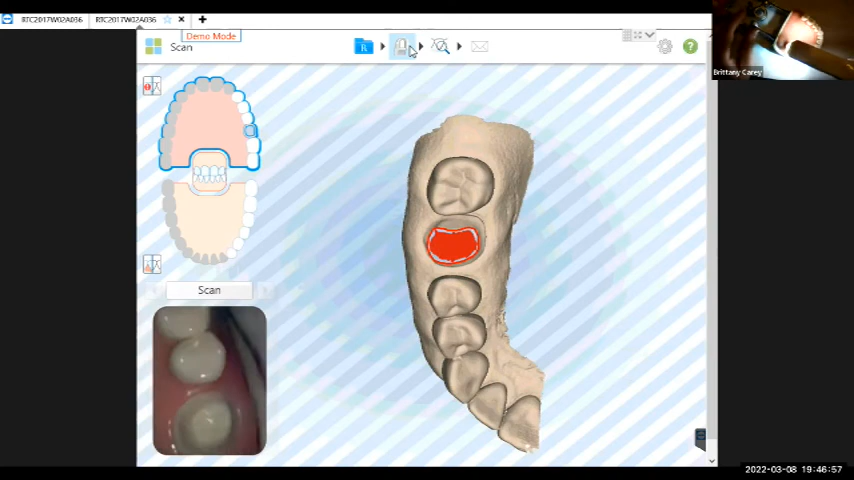 RTC2017W02A036
RTC2017W02A036
Demo Mode
Scan
R
?
Brittany Carey
Scan
2022-03-08 19:46:57